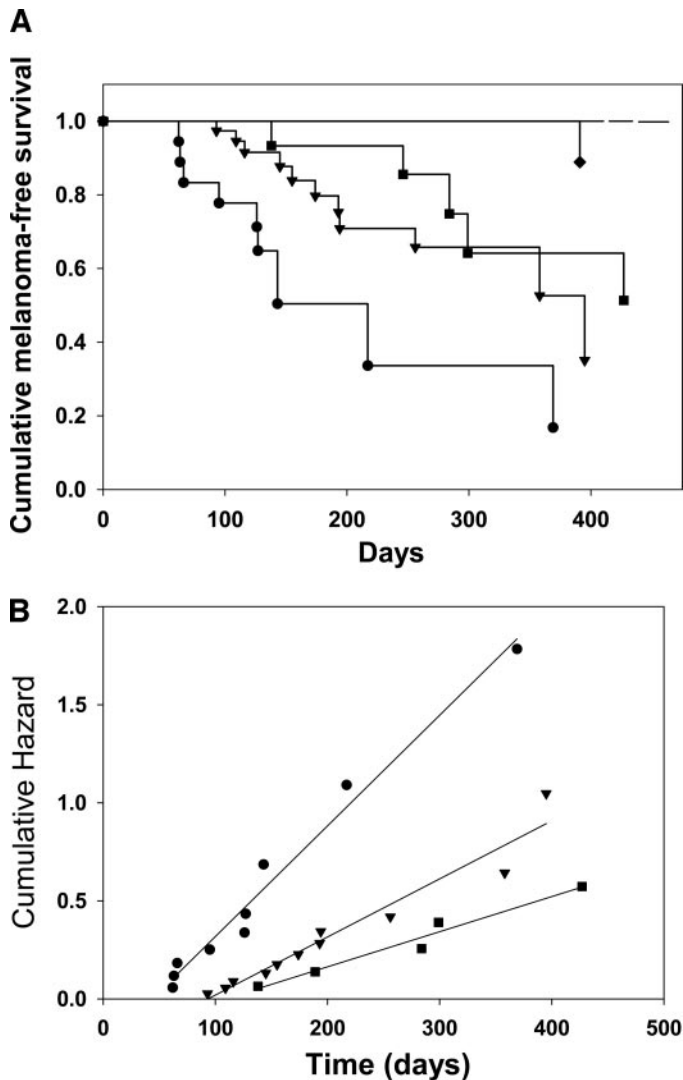 A
Cumulative melanoma-free survival
1.0
0.8
0.6
0.4
0.2
0.0
0 100 200 300 400
Days
B
Cumulative Hazard
2.0
1.5
1.0
0.5
0.0
0 100 200 300 400 500
Time (days)